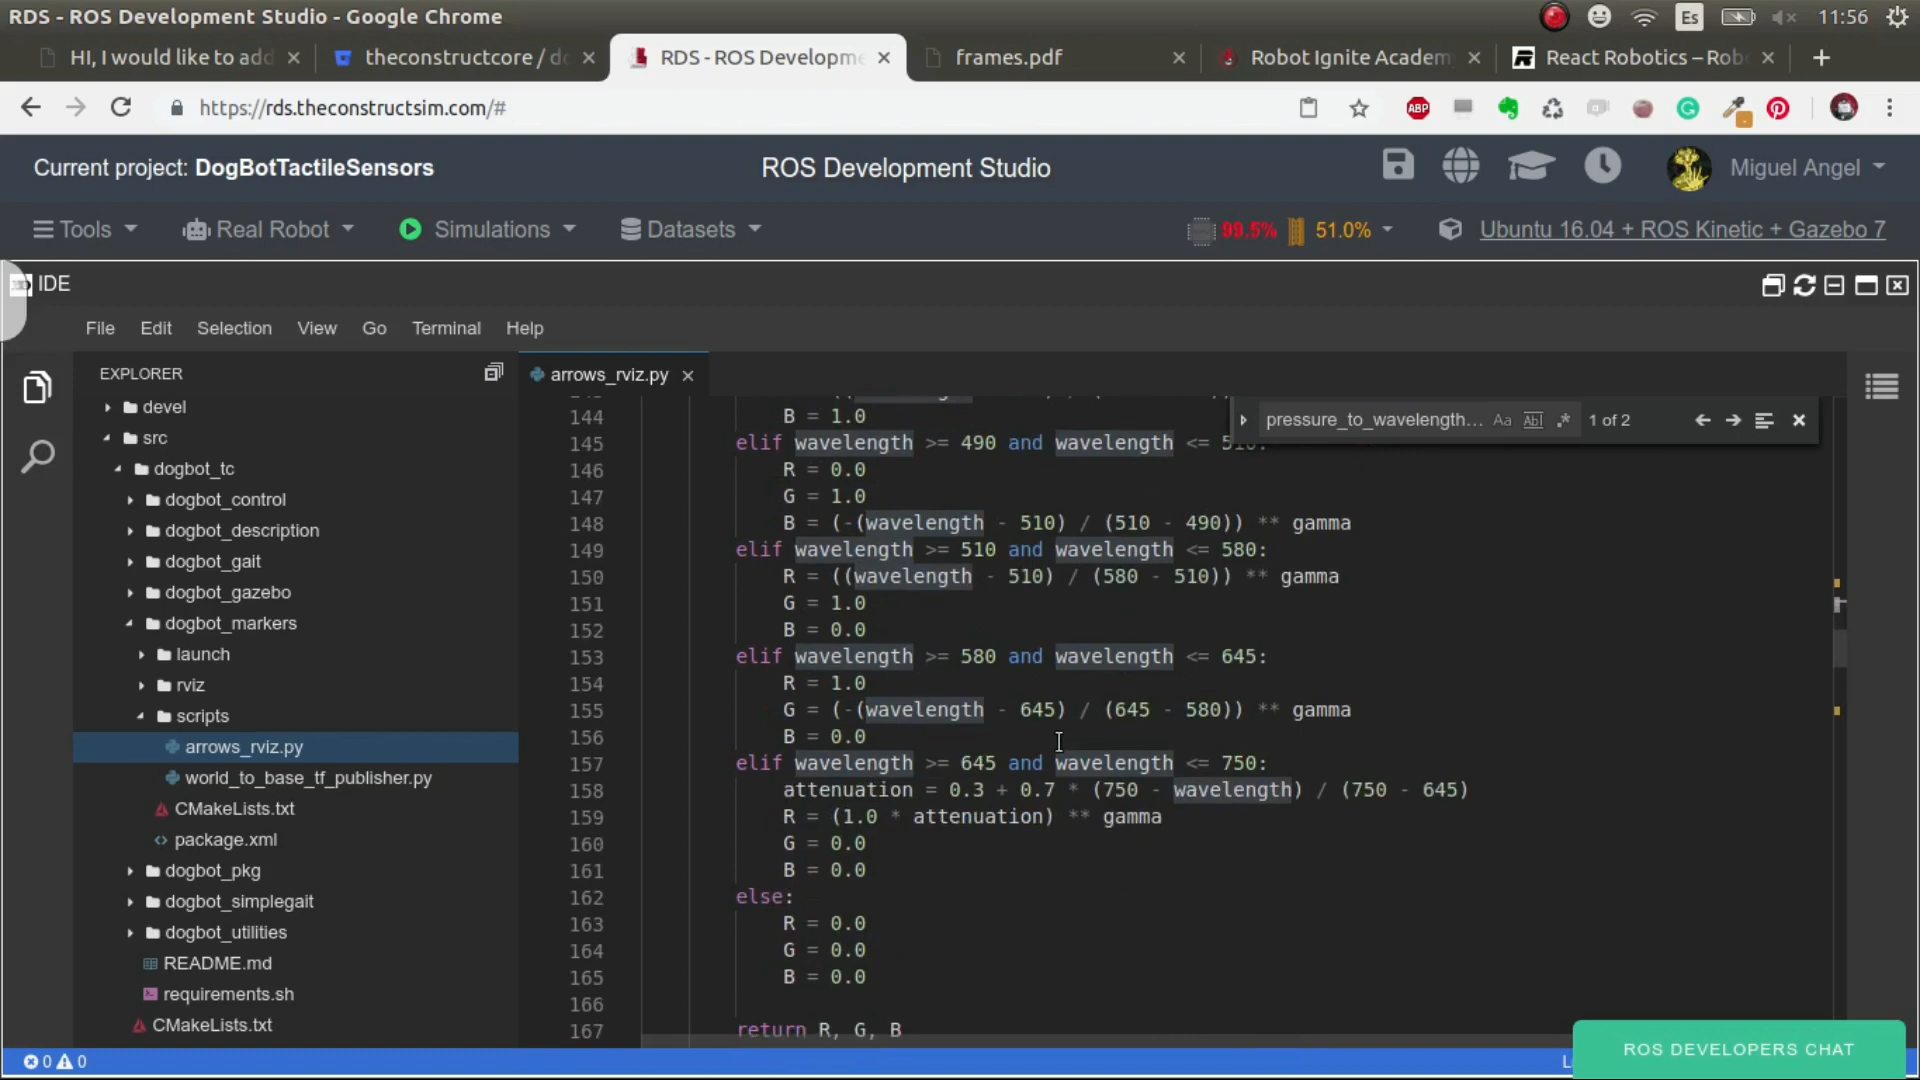 RDS - ROS Development Studio - Google Chrome
Es
11:56
HI, I would like to add
theconstructcore / do
RDS - ROS Developme
frames.pdf
Robot Ignite Academ
React Robotics – Rob
https://rds.theconstructsim.com/#
ABP
Current project: DogBotTactileSensors
ROS Development Studio
Miguel Angel
Tools
Real Robot
Simulations
Datasets
99.5%
51.0%
Ubuntu 16.04 + ROS Kinetic + Gazebo 7
IDE
File Edit Selection View Go Terminal Help
EXPLORER
devel
src
dogbot_tc
dogbot_control
dogbot_description
dogbot_gait
dogbot_gazebo
dogbot_markers
launch
rviz
scripts
arrows_rviz.py
world_to_base_tf_publisher.py
CMakeLists.txt
package.xml
dogbot_pkg
dogbot_simplegait
dogbot_utilities
README.md
requirements.sh
CMakeLists.txt
arrows_rviz.py
pressure_to_wavelength... Aa Abl .* 1 of 2
144 B = 1.0
145 elif wavelength >= 490 and wavelength <= 510:
146 R = 0.0
147 G = 1.0
148 B = (-(wavelength - 510) / (510 - 490)) ** gamma
149 elif wavelength >= 510 and wavelength <= 580:
150 R = ((wavelength - 510) / (580 - 510)) ** gamma
151 G = 1.0
152 B = 0.0
153 elif wavelength >= 580 and wavelength <= 645:
154 R = 1.0
155 G = (-(wavelength - 645) / (645 - 580)) ** gamma
156 B = 0.0
157 elif wavelength >= 645 and wavelength <= 750:
158 attenuation = 0.3 + 0.7 * (750 - wavelength) / (750 - 645)
159 R = (1.0 * attenuation) ** gamma
160 G = 0.0
161 B = 0.0
162 else:
163 R = 0.0
164 G = 0.0
165 B = 0.0
166
167 return R, G, B
0 0
ROS DEVELOPERS CHAT